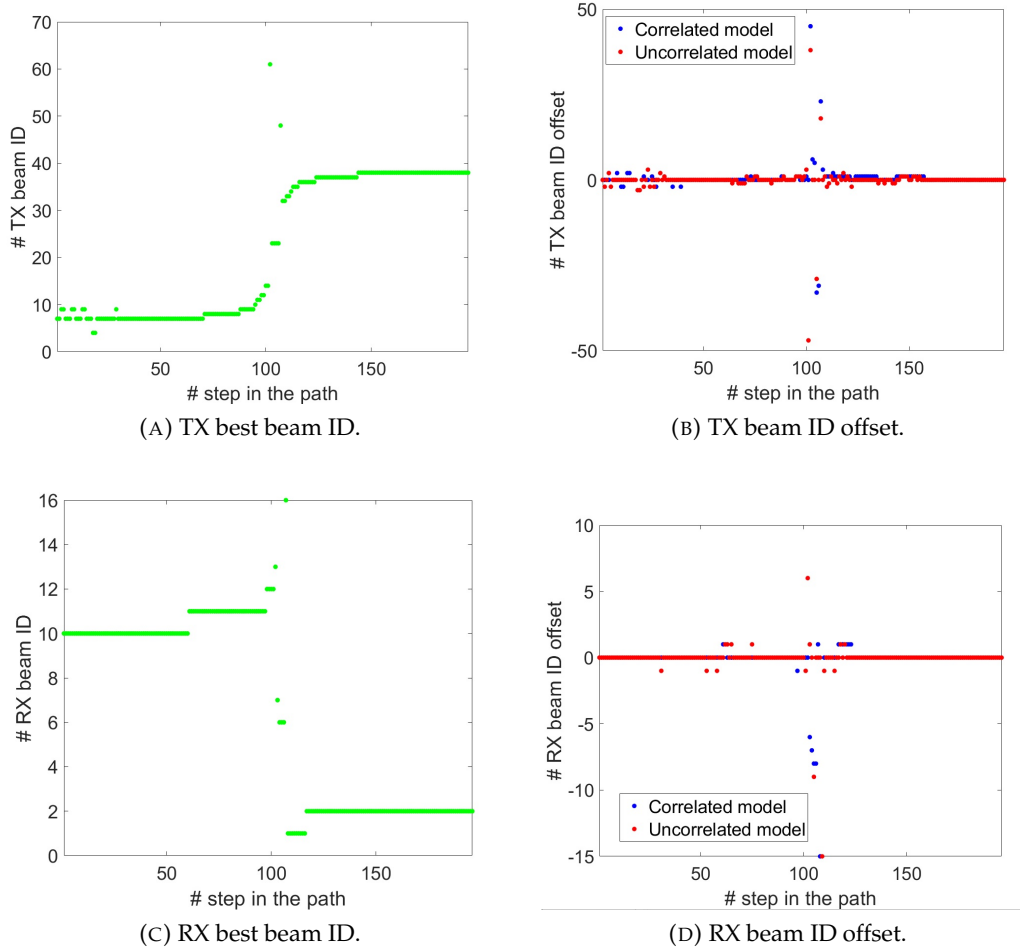 70
60
50
40
30
20
10
0
# TX beam ID
50
100
150
# step in the path
(A) TX best beam ID.
50
0
-50
# TX beam ID offset
Correlated model
Uncorrelated model
50
100
150
# step in the path
(B) TX beam ID offset.
16
14
12
10
8
6
4
2
0
# RX beam ID
50
100
150
# step in the path
(C) RX best beam ID.
10
5
0
-5
-10
-15
# RX beam ID offset
Correlated model
Uncorrelated model
50
100
150
# step in the path
(D) RX beam ID offset.